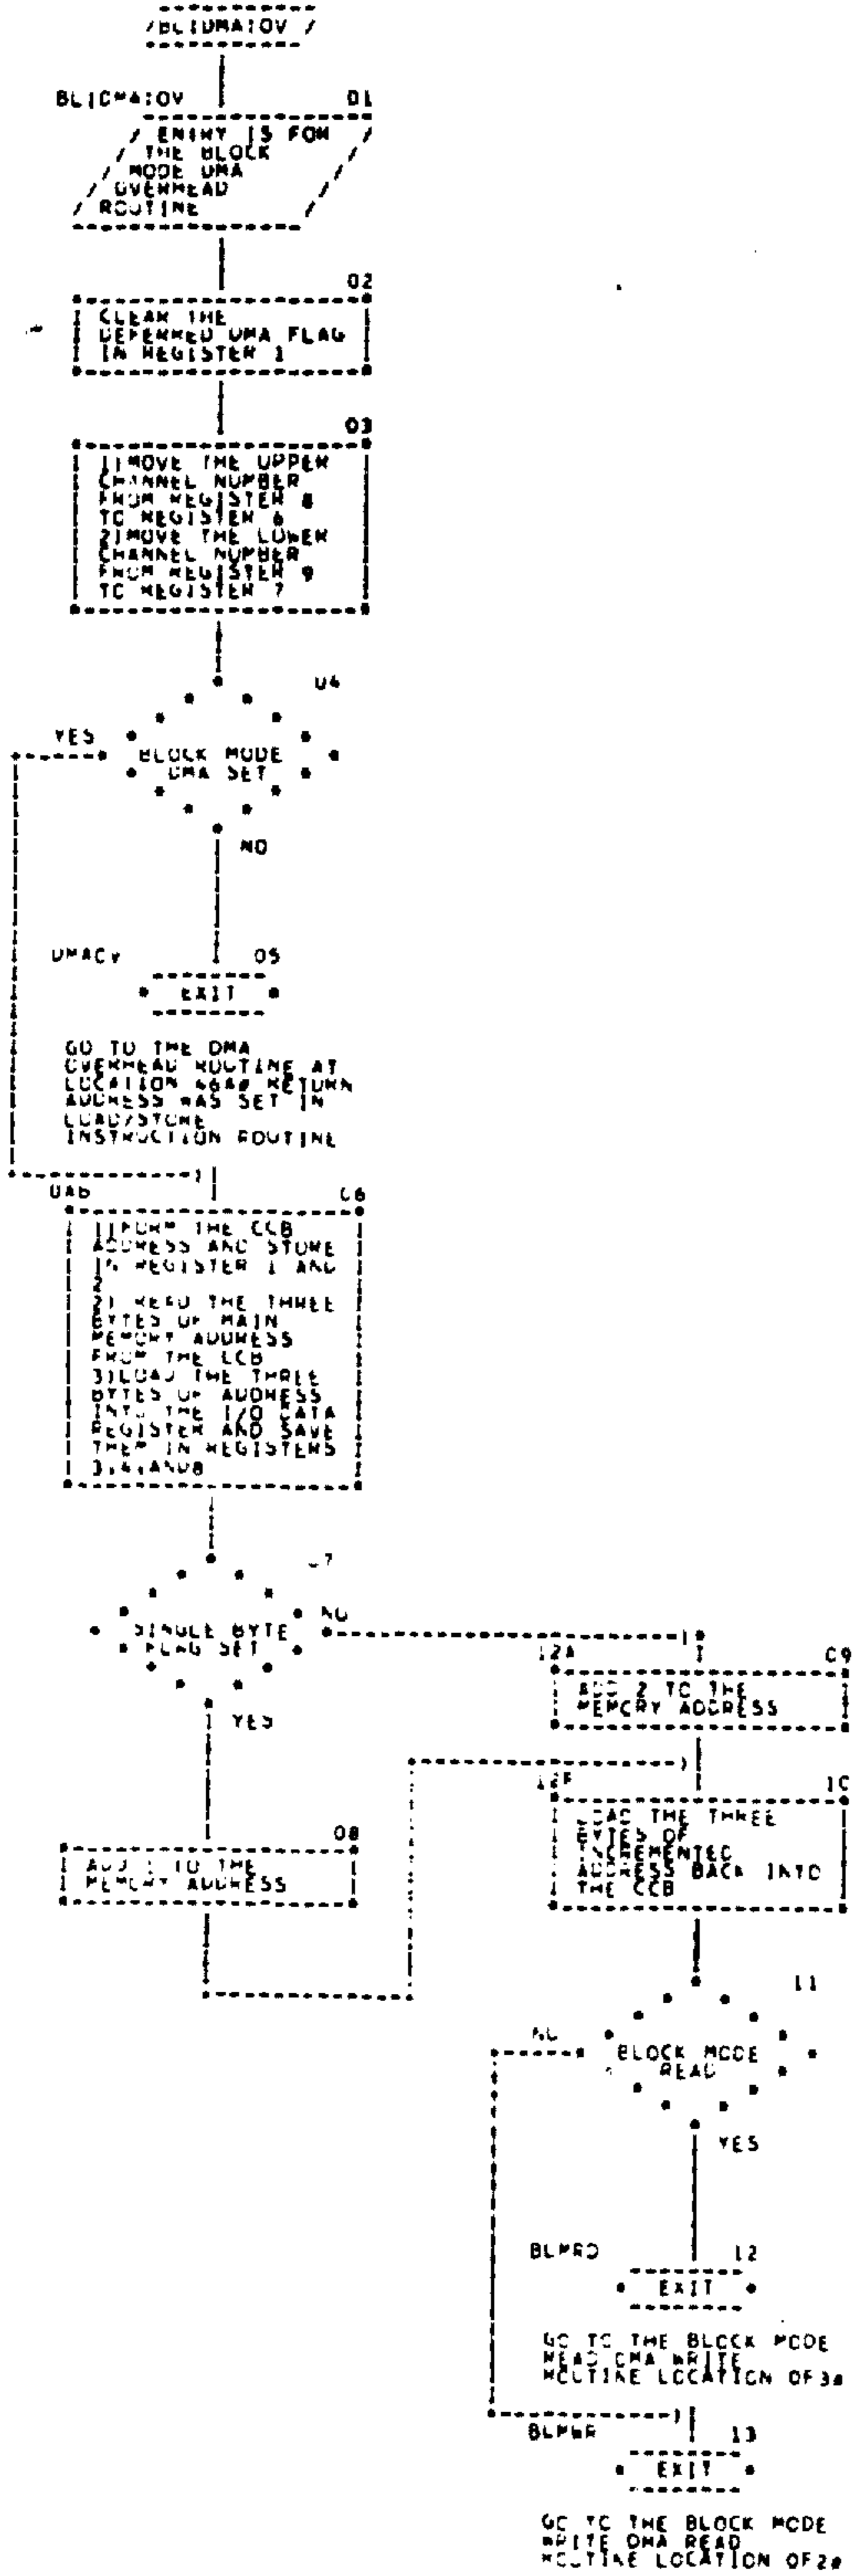 /BLIDMAIOV /
BLIDMAIOV 01
ENTRY IS FOR
THE BLOCK
MODE DMA
OVERHEAD
ROUTINE
02
CLEAR THE
DEFERRED DMA FLAG
IN REGISTER 1
03
1)MOVE THE UPPER
CHANNEL NUMBER
FROM REGISTER 8
TO REGISTER 6
2)MOVE THE LOWER
CHANNEL NUMBER
FROM REGISTER 9
TO REGISTER 7
04
YES
BLOCK MODE
DMA SET
NO
DMACV 05
EXIT
GO TO THE DMA
OVERHEAD ROUTINE AT
LOCATION RETURN
ADDRESS WAS SET IN
LOAD/STORE
INSTRUCTION ROUTINE
06
1)FORM THE CCB
ADDRESS AND STORE
IN REGISTER 1 AND
2
2) READ THE THREE
BYTES OF MAIN
MEMORY ADDRESS
FROM THE CCB
3)LOAD THE THREE
BYTES OF ADDRESS
INTO THE I/O DATA
REGISTER AND SAVE
THEM IN REGISTERS
07
SINGLE BYTE
FLAG SET
NO
YES
12A 09
ADD 2 TO THE
MEMORY ADDRESS
08
ADD 1 TO THE
MEMORY ADDRESS
12F 10
LOAD THE THREE
BYTES OF
INCREMENTED
ADDRESS BACK INTO
THE CCB
11
NO
BLOCK MODE
READ
YES
BLMRD 12
EXIT
GO TO THE BLOCK MODE
READ DMA WRITE
ROUTINE LOCATION OF3#
BLMWR 13
EXIT
GO TO THE BLOCK MODE
WRITE DMA READ
ROUTINE LOCATION OF2#